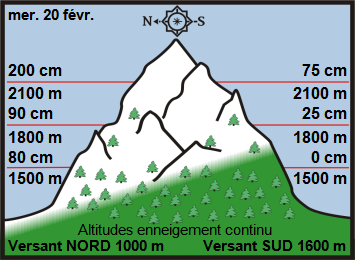 mer. 20 févr.
N S
200 cm 75 cm
2100 m 2100 m
90 cm 25 cm
1800 m 1800 m
80 cm 0 cm
1500 m 1500 m
Altitudes enneigement continu
Versant NORD 1000 m Versant SUD 1600 m